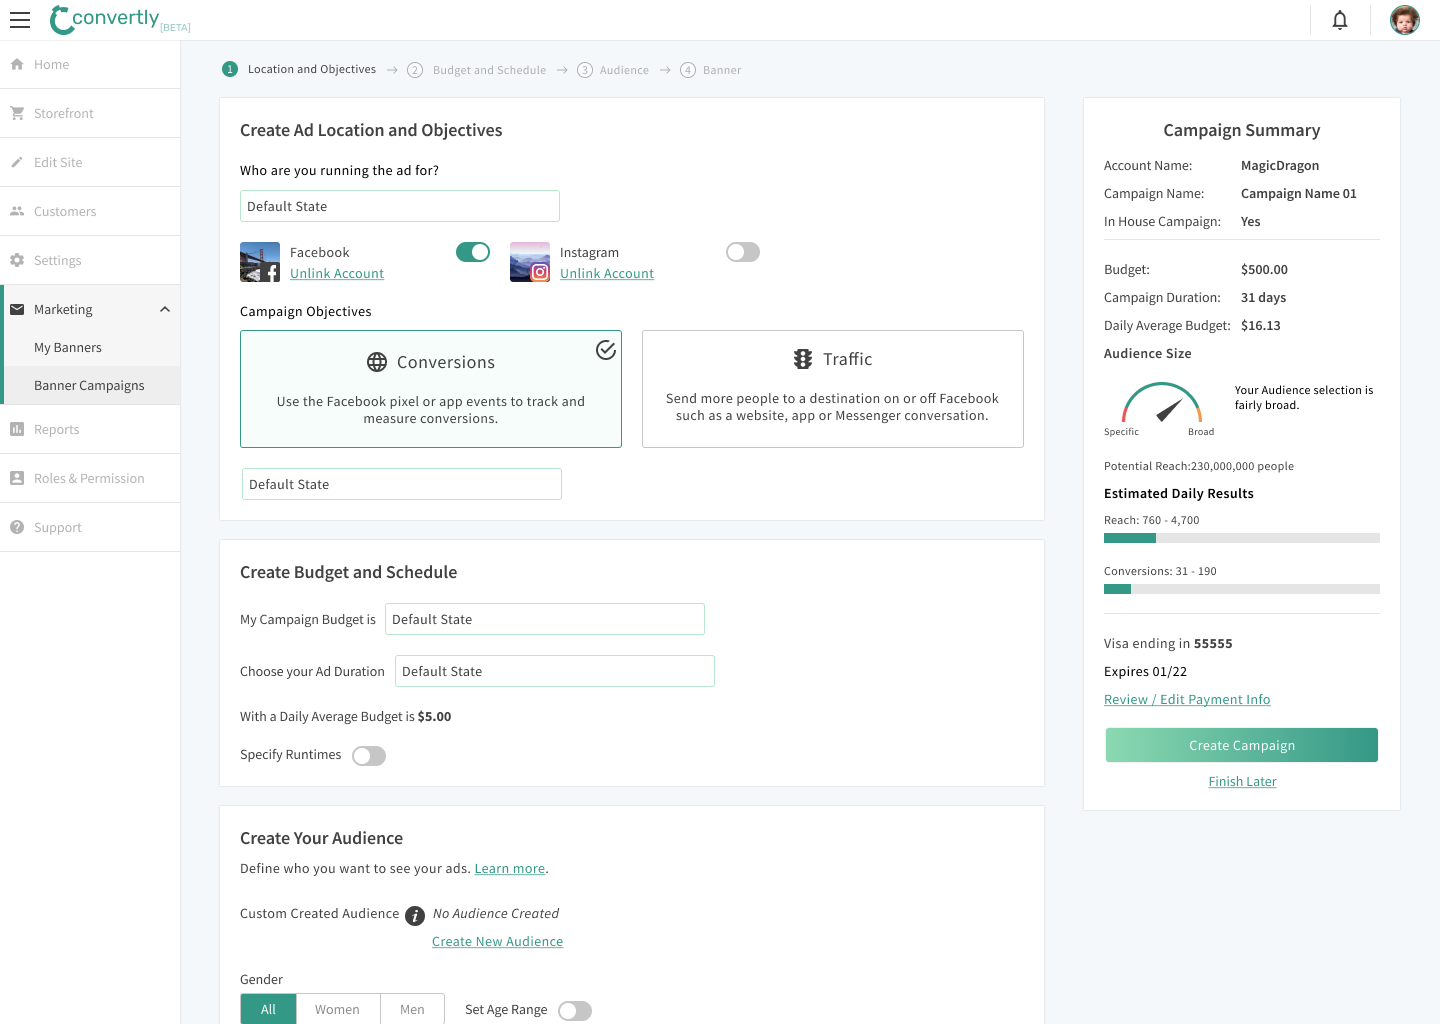 convertly
[BETA]
Home
Storefront
Edit Site
Customers
Settings
Marketing
My Banners
Banner Campaigns
Reports
Roles & Permission
Support
1 Location and Objectives → 2 Budget and Schedule → 3 Audience → 4 Banner
Create Ad Location and Objectives
Who are you running the ad for?
Default State
Facebook
Unlink Account
Instagram
Unlink Account
Campaign Objectives
Conversions
Use the Facebook pixel or app events to track and
measure conversions.
Traffic
Send more people to a destination on or off Facebook
such as a website, app or Messenger conversation.
Default State
Create Budget and Schedule
My Campaign Budget is Default State
Choose your Ad Duration Default State
With a Daily Average Budget is $5.00
Specify Runtimes
Create Your Audience
Define who you want to see your ads. Learn more.
Custom Created Audience i No Audience Created
Create New Audience
Gender
All Women Men Set Age Range
Campaign Summary
Account Name: MagicDragon
Campaign Name: Campaign Name 01
In House Campaign: Yes
Budget: $500.00
Campaign Duration: 31 days
Daily Average Budget: $16.13
Audience Size
Specific Broad
Your Audience selection is
fairly broad.
Potential Reach:230,000,000 people
Estimated Daily Results
Reach: 760 - 4,700
Conversions: 31 - 190
Visa ending in 55555
Expires 01/22
Review / Edit Payment Info
Create Campaign
Finish Later